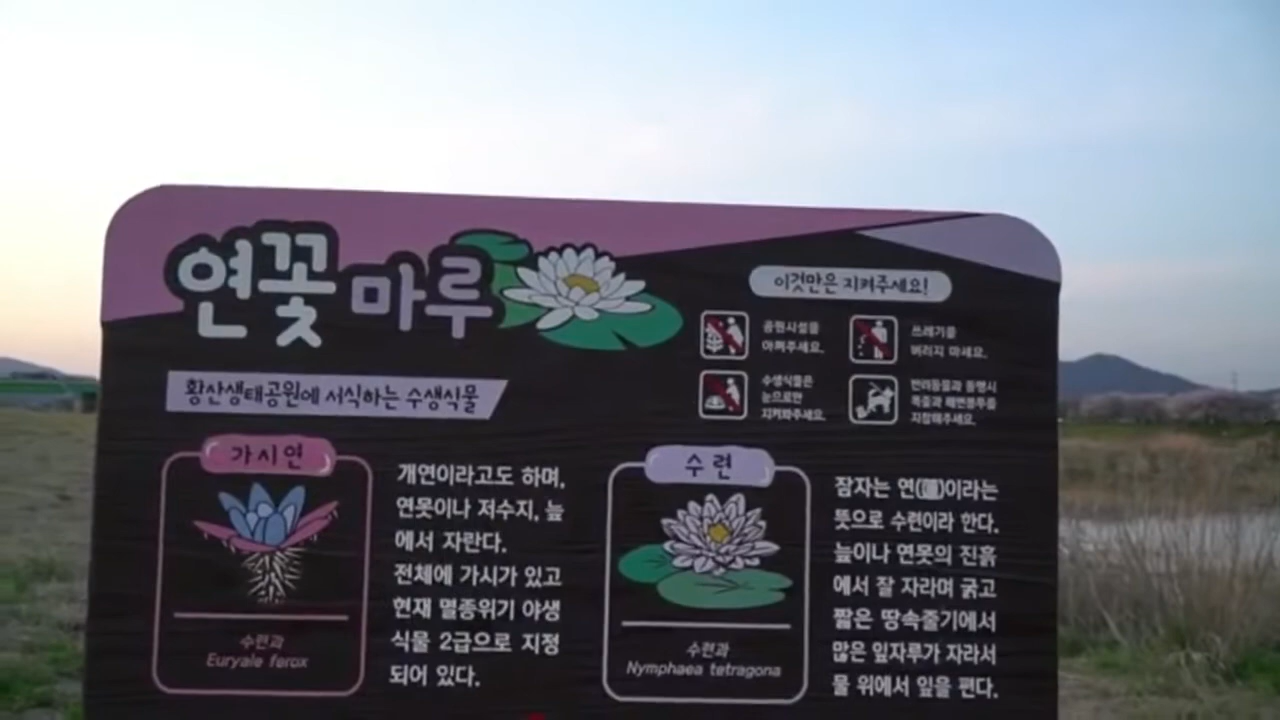 연꽃마루
이것만은 지켜주세요!
공원시설을
아껴주세요.
쓰레기를
버리지 마세요.
수생식물은
눈으로만
지켜봐주세요.
반려동물과 동행시
목줄과 배변봉투를
지참해주세요.
황산생태공원에 서식하는 수생식물
가시연
수련과
Euryale ferox
개연이라고도 하며,
연못이나 저수지, 늪
에서 자란다.
전체에 가시가 있고
현재 멸종위기 야생
식물 2급으로 지정
되어 있다.
수련
수련과
Nymphaea tetragona
잠자는 연(蓮)이라는
뜻으로 수련이라 한다.
늪이나 연못의 진흙
에서 잘 자라며 굵고
짧은 땅속줄기에서
많은 잎자루가 자라서
물 위에서 잎을 편다.